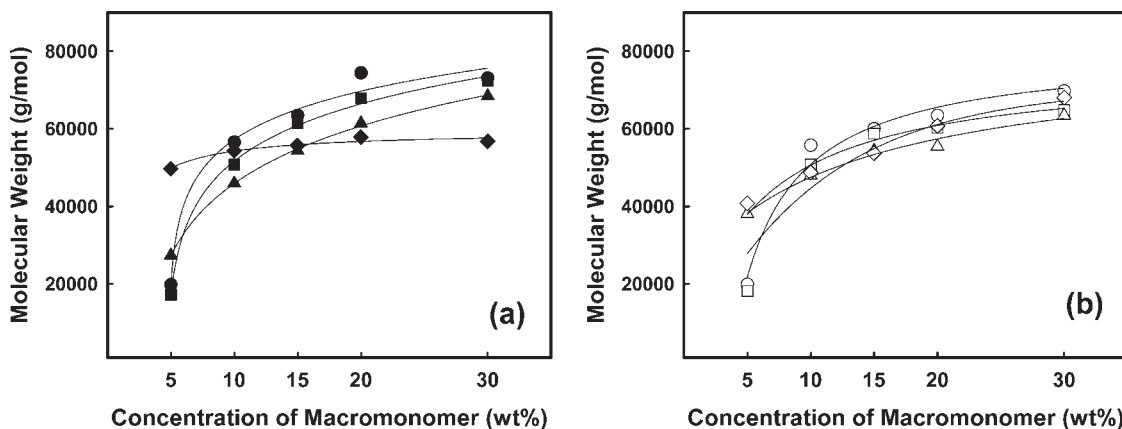 Molecular Weight (g/mol)
80000
60000
40000
20000
(a)
5 10 15 20 30
Concentration of Macromonomer (wt%)
Molecular Weight (g/mol)
80000
60000
40000
20000
(b)
5 10 15 20 30
Concentration of Macromonomer (wt%)